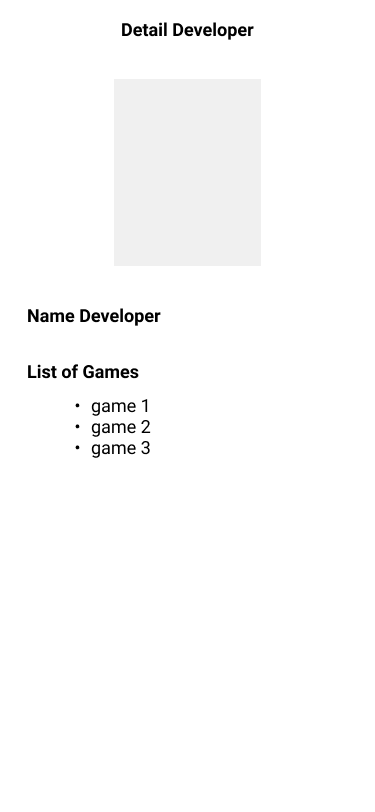 Detail Developer
Name Developer
List of Games
• game 1
• game 2
• game 3